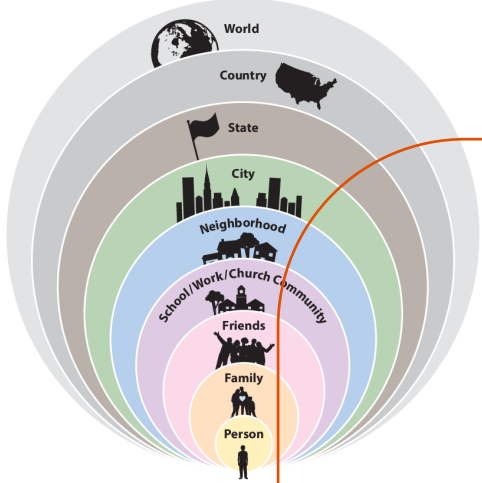 World
Country
State
City
Neighborhood
School/Work/Church Community
Friends
Family
Person